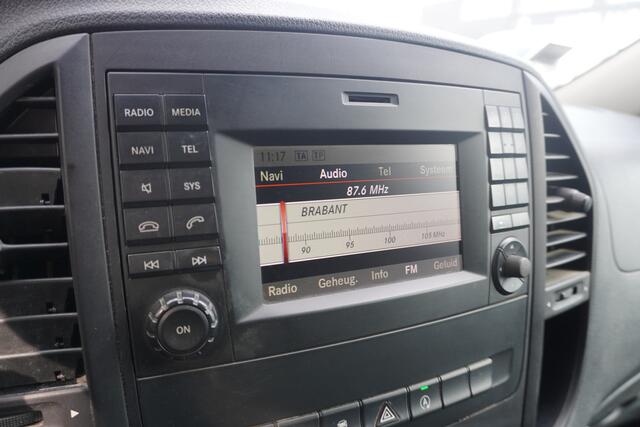 RADIO MEDIA
NAVI TEL
SYS
ON
11:17 TA TP
Navi Audio Tel Systeem
87.6 MHz
BRABANT
90 95 100 105 MHz
Radio Geheug. Info FM Geluid